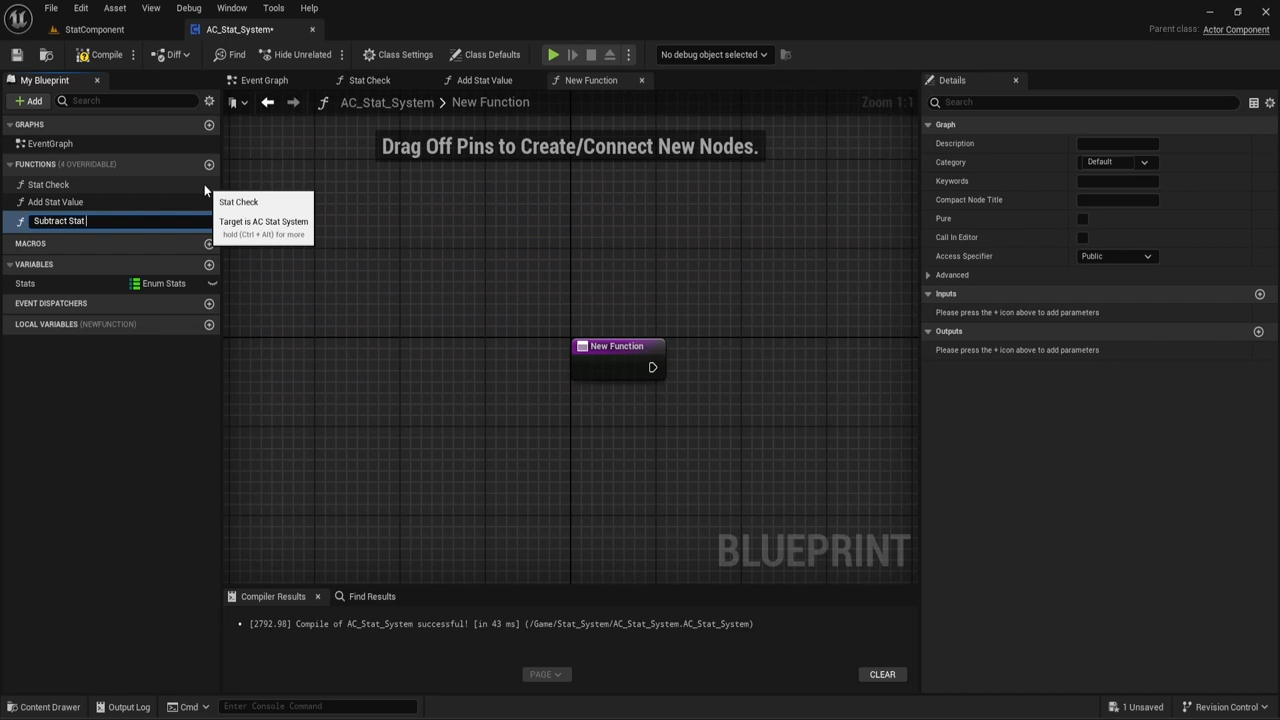 File Edit Asset View Debug Window Tools Help
StatComponent
AC_Stat_System*
Parent class: Actor Component
Compile
Diff
Find
Hide Unrelated
Class Settings
Class Defaults
No debug object selected
My Blueprint
Add
Search
GRAPHS
EventGraph
FUNCTIONS (4 OVERRIDABLE)
Stat Check
Add Stat Value
Subtract Stat
MACROS
VARIABLES
Stats
Enum Stats
EVENT DISPATCHERS
LOCAL VARIABLES (NEWFUNCTION)
Stat Check
Target is AC Stat System
hold (Ctrl + Alt) for more
Event Graph
Stat Check
Add Stat Value
New Function
AC_Stat_System > New Function
Zoom 1:1
Drag Off Pins to Create/Connect New Nodes.
New Function
BLUEPRINT
Compiler Results
Find Results
[2792.98] Compile of AC_Stat_System successful! [in 43 ms] (/Game/Stat_System/AC_Stat_System.AC_Stat_System)
PAGE
CLEAR
Details
Search
Graph
Description
Category
Default
Keywords
Compact Node Title
Pure
Call In Editor
Access Specifier
Public
Advanced
Inputs
Please press the + icon above to add parameters
Outputs
Please press the + icon above to add parameters
Content Drawer
Output Log
Cmd
Enter Console Command
1 Unsaved
Revision Control